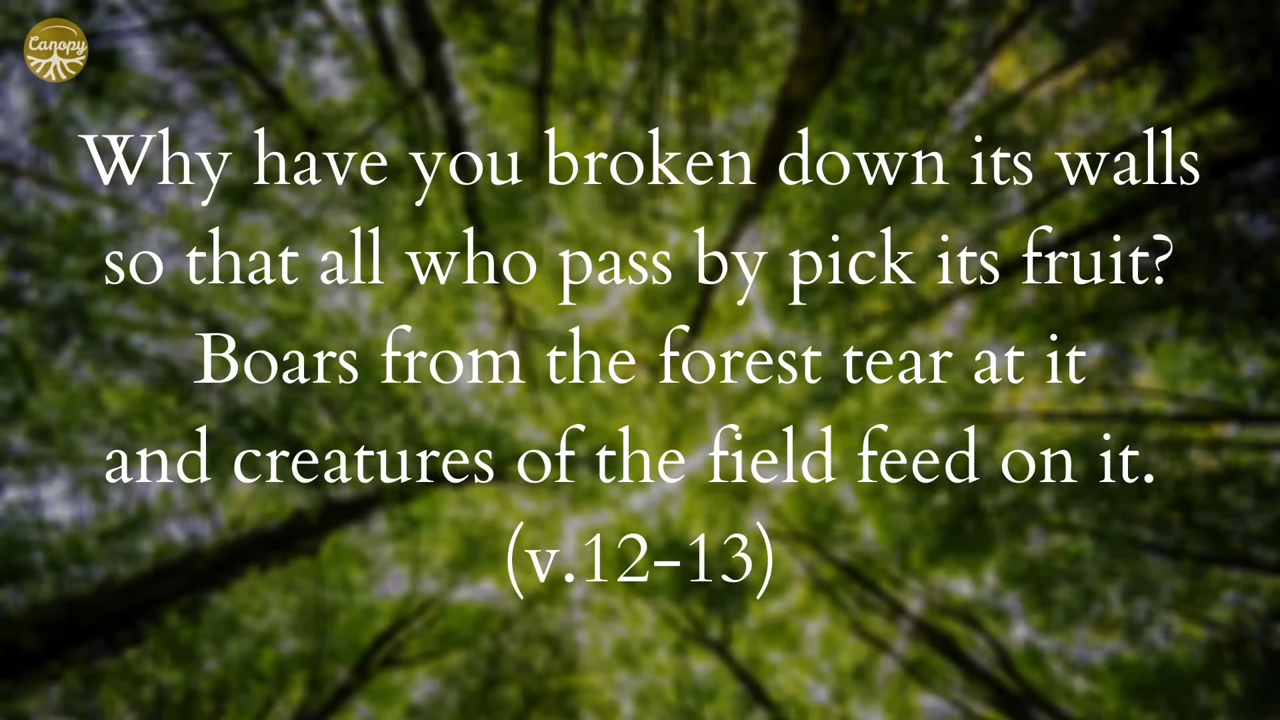 Canopy
Why have you broken down its walls
so that all who pass by pick its fruit?
Boars from the forest tear at it
and creatures of the field feed on it.
(v.12-13)